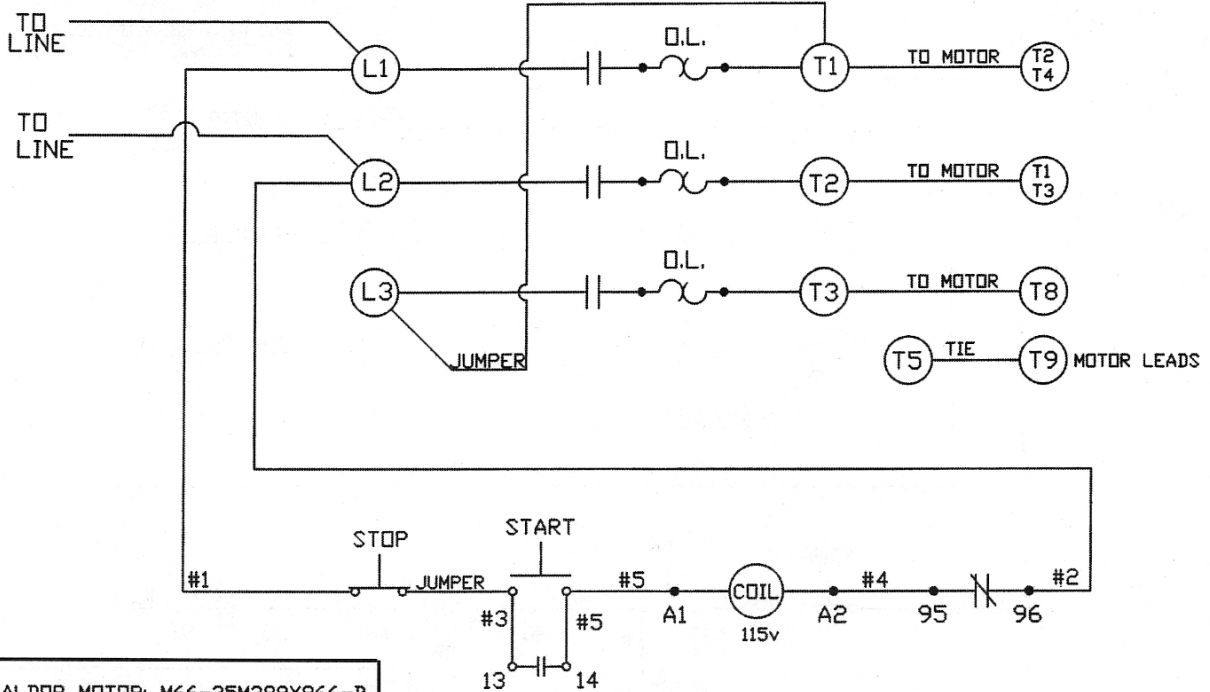 TO
LINE
L1
O.L.
T1
TO MOTOR
T2
T4
TO
LINE
L2
O.L.
T2
TO MOTOR
T1
T3
L3
O.L.
T3
TO MOTOR
T8
JUMPER
T5
TIE
T9
MOTOR LEADS
STOP
START
#1
JUMPER
#3
#5
#5
A1
COIL
115v
A2
#4
95
96
#2
13
14